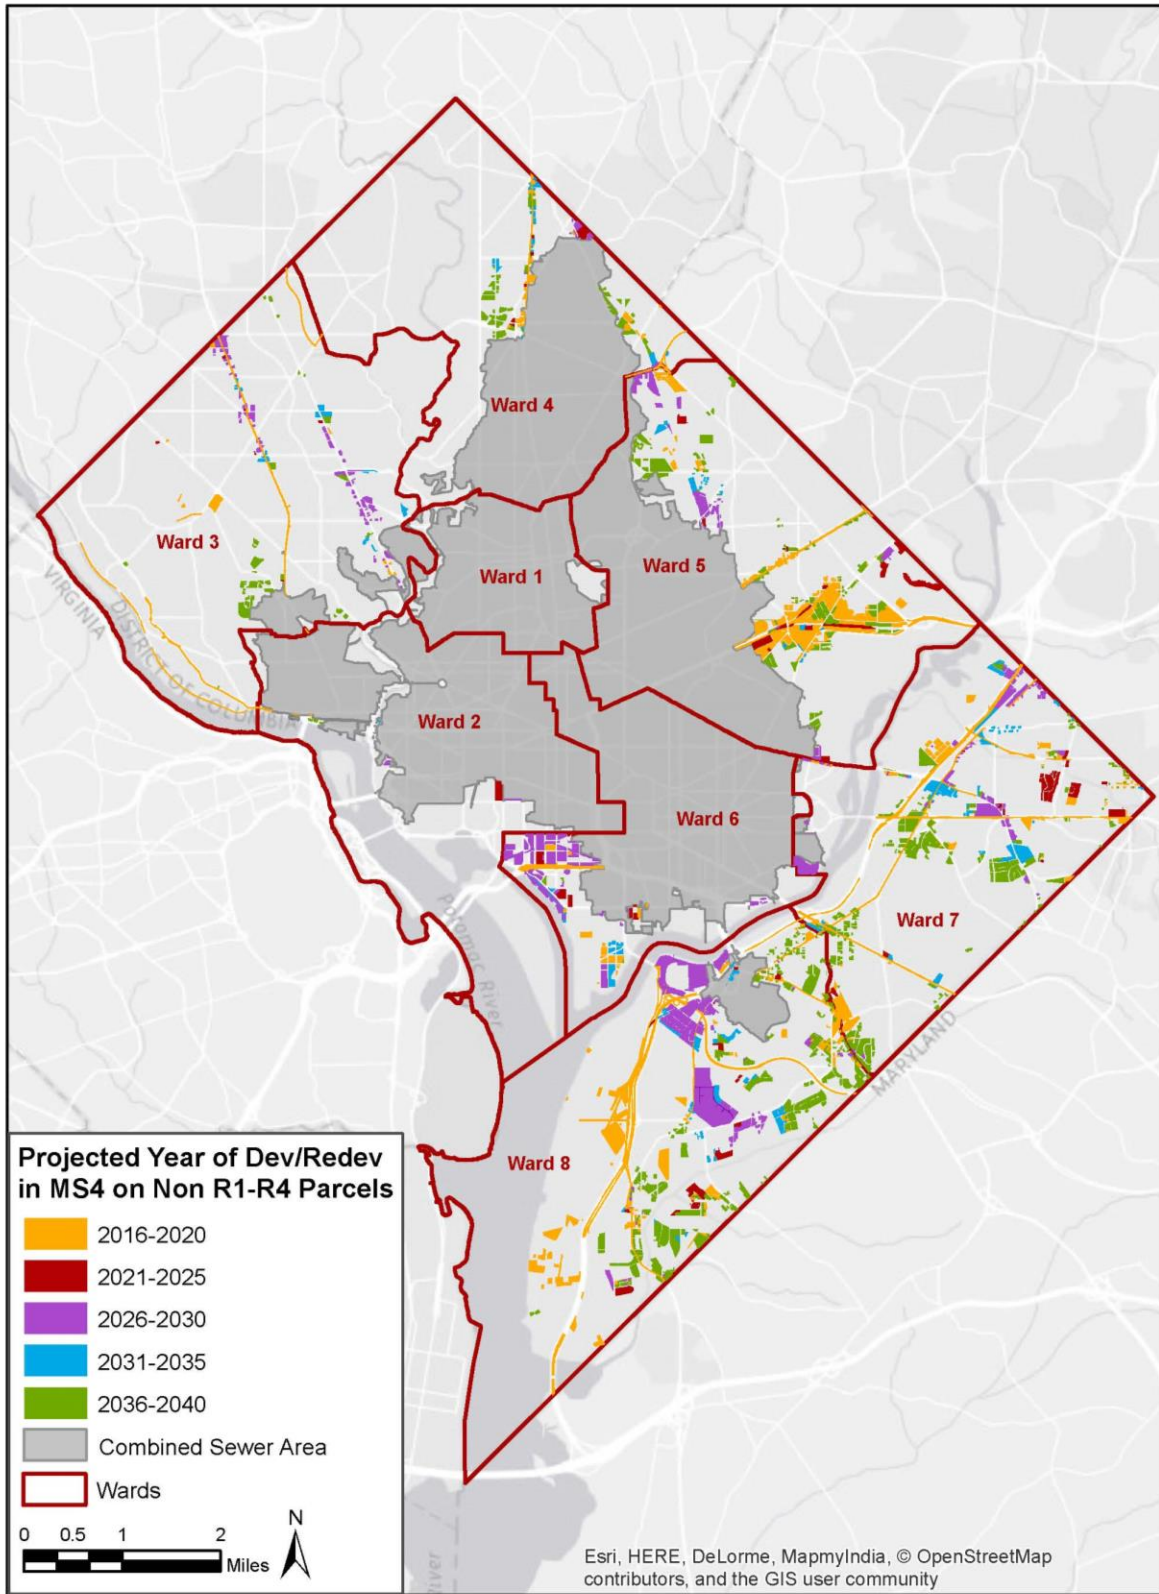 Ward 4
Ward 3
Ward 1
Ward 5
VIRGINIA
DISTRICT OF COLUMBIA
Ward 2
Ward 6
Ward 7
Potomac River
MARYLAND
Ward 8
Projected Year of Dev/Redev
in MS4 on Non R1-R4 Parcels
2016-2020
2021-2025
2026-2030
2031-2035
2036-2040
Combined Sewer Area
Wards
N
0 0.5 1 2
Miles
River
Esri, HERE, DeLorme, MapmyIndia, © OpenStreetMap
contributors, and the GIS user community